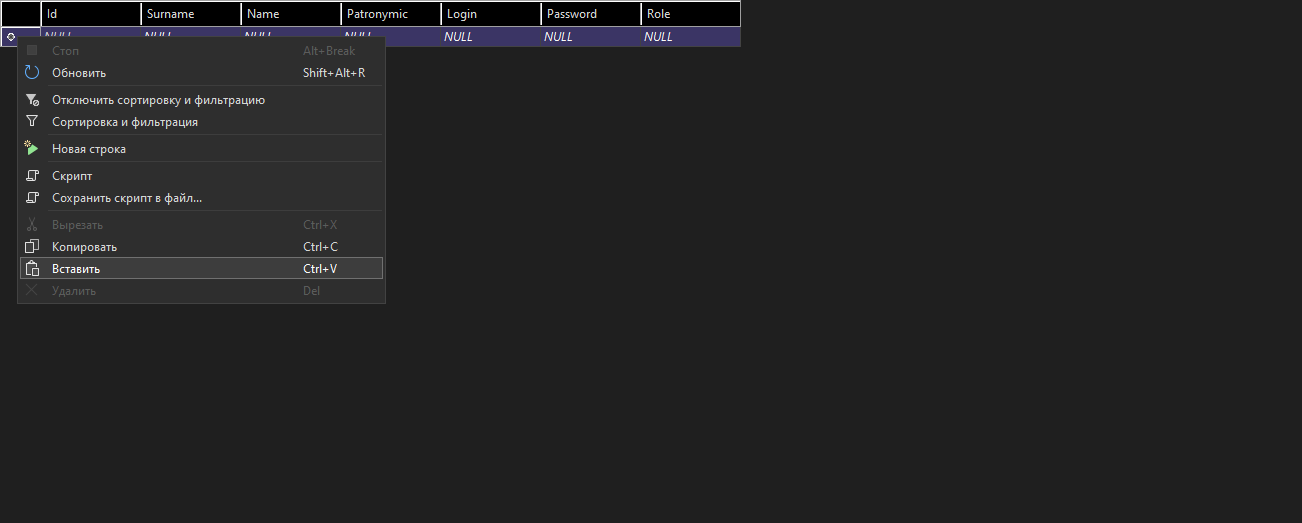 Id Surname Name Patronymic Login Password Role
NULL NULL NULL NULL NULL NULL NULL
Стоп Alt+Break
Обновить Shift+Alt+R
Отключить сортировку и фильтрацию
Сортировка и фильтрация
Новая строка
Скрипт
Сохранить скрипт в файл...
Вырезать Ctrl+X
Копировать Ctrl+C
Вставить Ctrl+V
Удалить Del